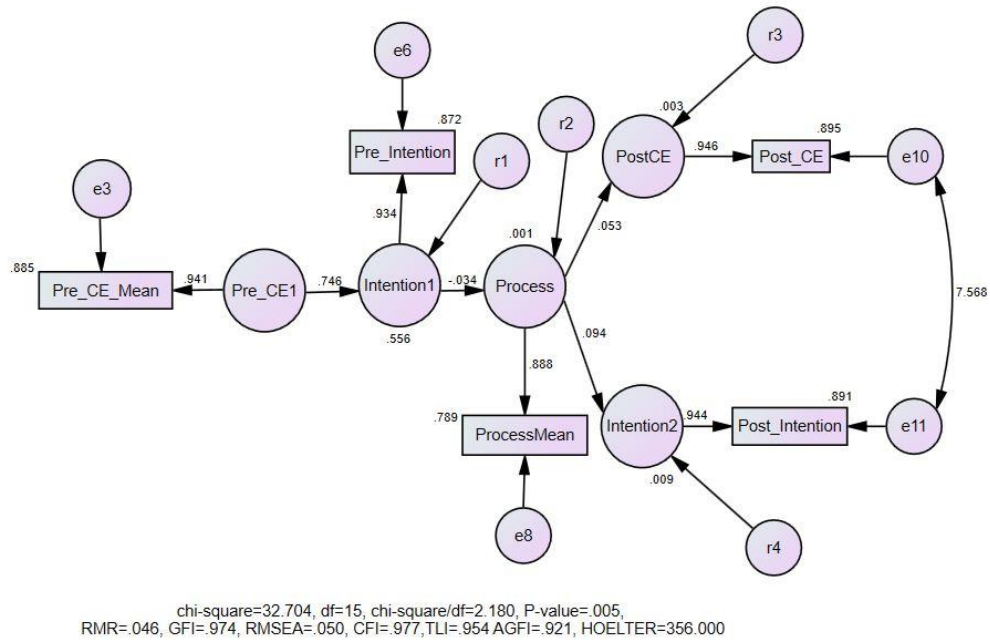 r3
e6
.003
.872
r2
.895
Pre_Intention
r1
PostCE
.946
Post_CE
e10
e3
.934
.053
.001
.885
Pre_CE_Mean
.941
Pre_CE1
.746
Intention1
-.034
Process
7.568
.556
.094
.888
.891
.789
ProcessMean
Intention2
.944
Post_Intention
e11
.009
e8
r4
chi-square=32.704, df=15, chi-square/df=2.180, P-value=.005,
RMR=.046, GFI=.974, RMSEA=.050, CFI=.977,TLI=.954 AGFI=.921, HOELTER=356.000